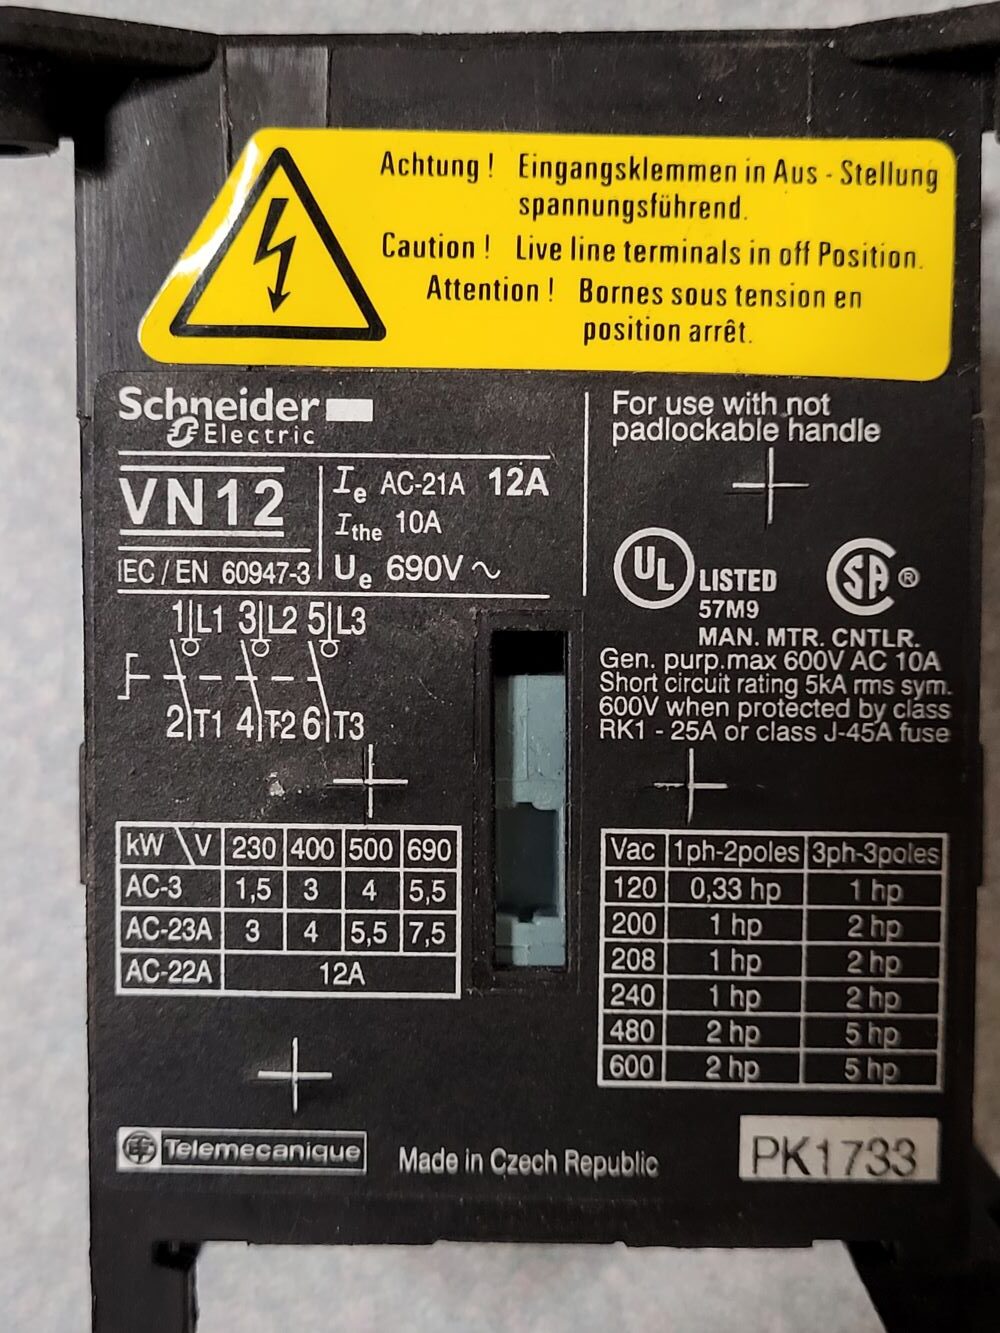 Achtung ! Eingangsklemmen in Aus - Stellung
spannungsführend.
Caution ! Live line terminals in off Position.
Attention ! Bornes sous tension en
position arrêt.
Schneider
Electric
For use with not
padlockable handle
VN12
Ie AC-21A 12A
Ithe 10A
Ue 690V ~
IEC / EN 60947-3
UL LISTED
57M9
SA ®
MAN. MTR. CNTLR.
Gen. purp.max 600V AC 10A
Short circuit rating 5kA rms sym.
600V when protected by class
RK1 - 25A or class J-45A fuse
1 L1 3 L2 5 L3
2 T1 4 T2 6 T3
kW \ V 230 400 500 690
AC-3 1,5 3 4 5,5
AC-23A 3 4 5,5 7,5
AC-22A 12A
Vac 1ph-2poles 3ph-3poles
120 0,33 hp 1 hp
200 1 hp 2 hp
208 1 hp 2 hp
240 1 hp 2 hp
480 2 hp 5 hp
600 2 hp 5 hp
Telemecanique
Made in Czech Republic
PK1733